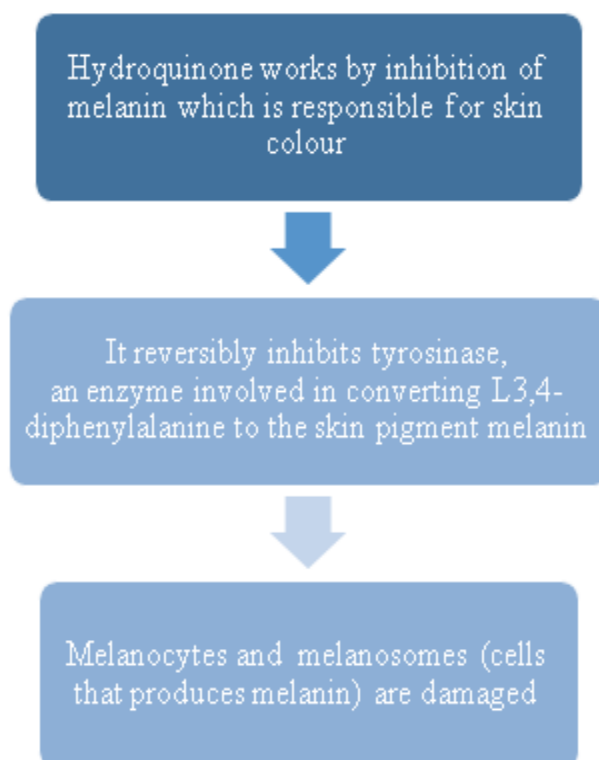 Hydroquinone works by inhibition of
melanin which is responsible for skin
colour
It reversibly inhibits tyrosinase,
an enzyme involved in converting L3,4-
diphenylalanine to the skin pigment melanin
Melanocytes and melanosomes (cells
that produces melanin) are damaged